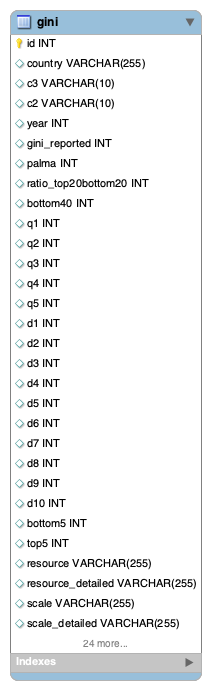 gini
id INT
country VARCHAR(255)
c3 VARCHAR(10)
c2 VARCHAR(10)
year INT
gini_reported INT
palma INT
ratio_top20bottom20 INT
bottom40 INT
q1 INT
q2 INT
q3 INT
q4 INT
q5 INT
d1 INT
d2 INT
d3 INT
d4 INT
d5 INT
d6 INT
d7 INT
d8 INT
d9 INT
d10 INT
bottom5 INT
top5 INT
resource VARCHAR(255)
resource_detailed VARCHAR(255)
scale VARCHAR(255)
scale_detailed VARCHAR(255)
24 more...
Indexes